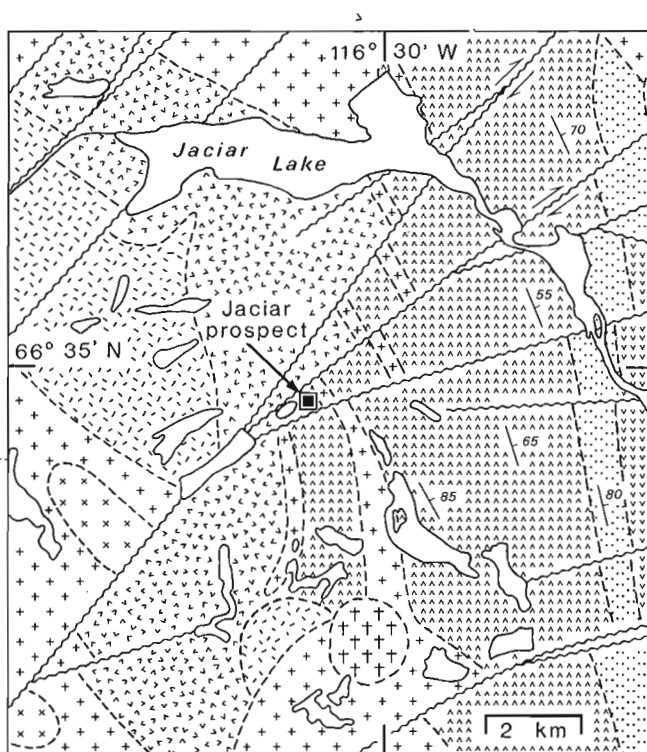 116° 30' W
70
Jaciar Lake
55
Jaciar
prospect
66° 35' N
65
85
80
2 km